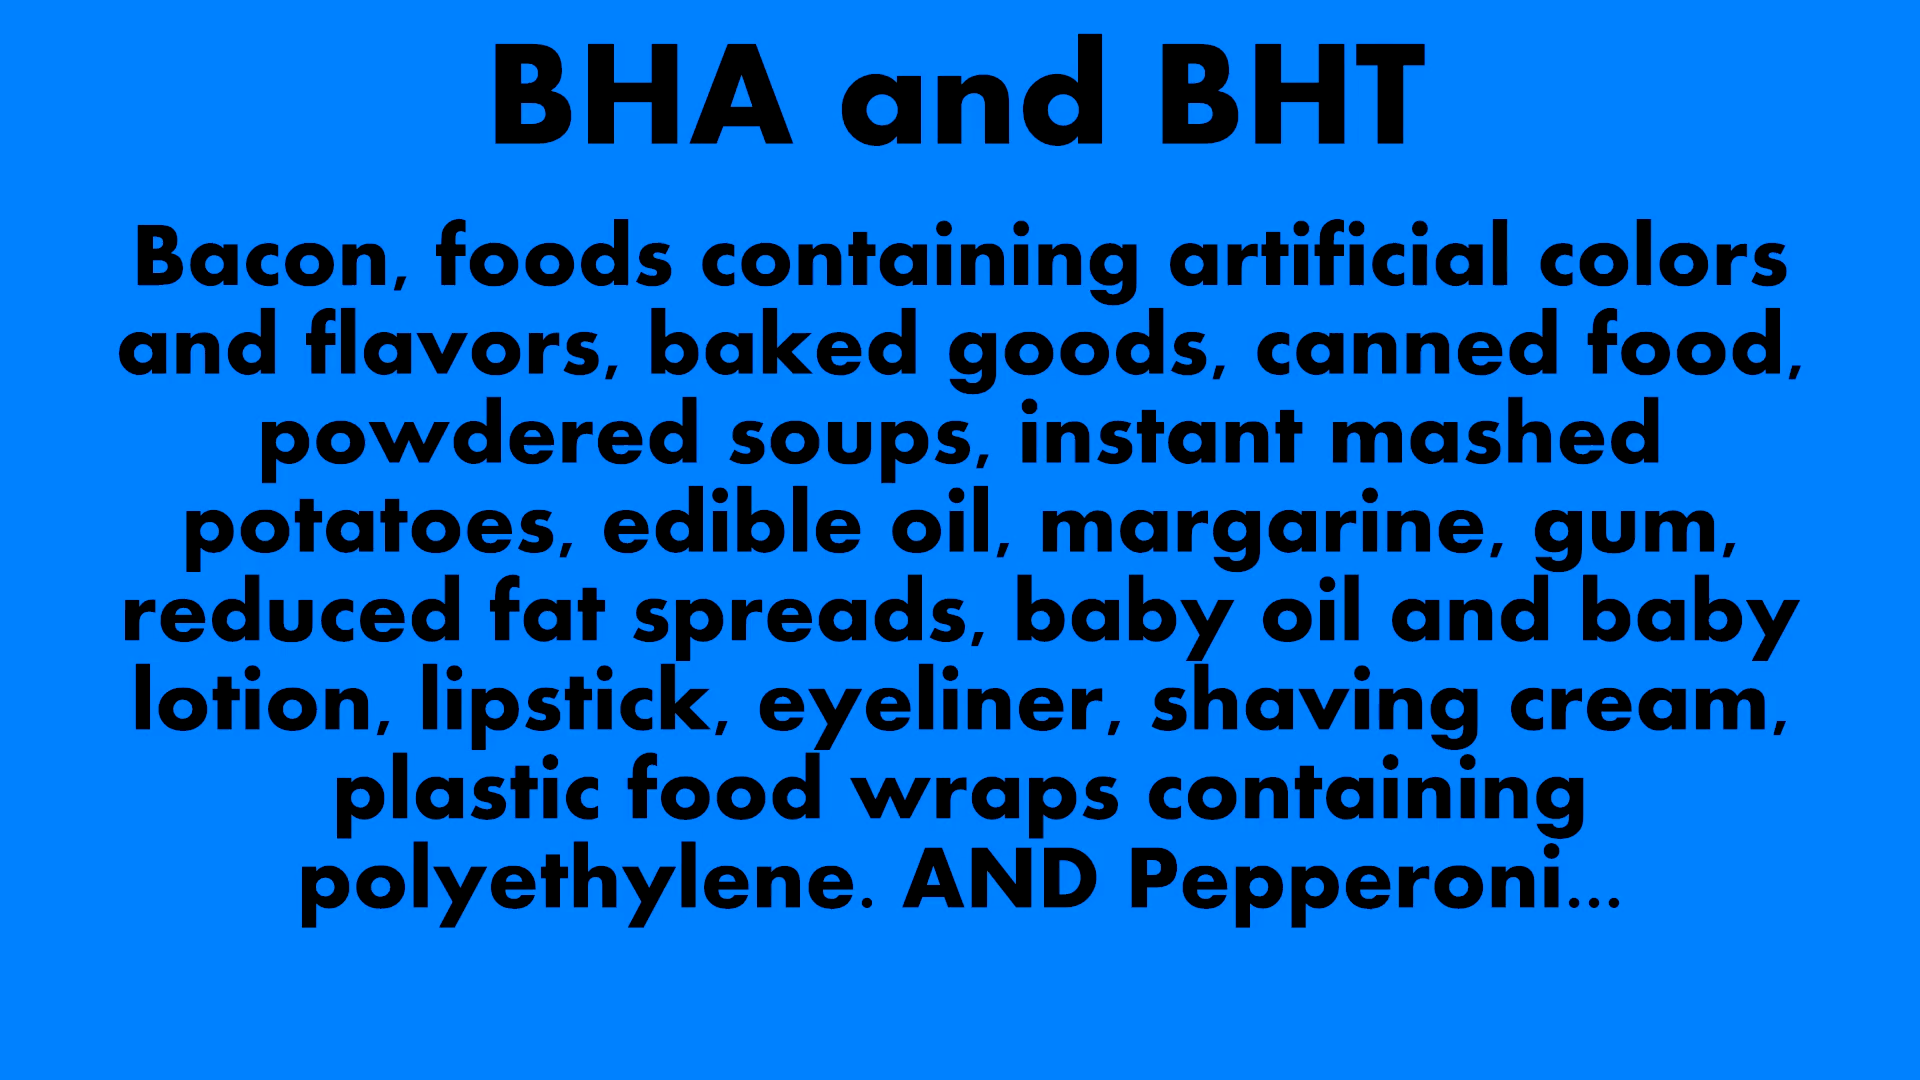 BHA and BHT
Bacon, foods containing artificial colors
and flavors, baked goods, canned food,
powdered soups, instant mashed
potatoes, edible oil, margarine, gum,
reduced fat spreads, baby oil and baby
lotion, lipstick, eyeliner, shaving cream,
plastic food wraps containing
polyethylene. AND Pepperoni...